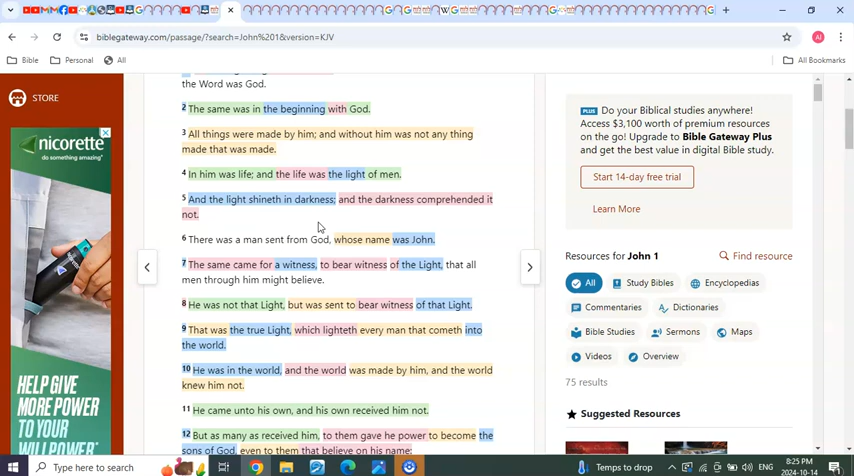 biblegateway.com/passage/?search=John%201&version=KJV
AI
Bible
Personal
All
All Bookmarks
STORE
nicorette
do something amazing
HELP GIVE
MORE POWER
TO YOUR
WILLPOWER
the Word was God.
2 The same was in the beginning with God.
3 All things were made by him; and without him was not any thing
made that was made.
4 In him was life; and the life was the light of men.
5 And the light shineth in darkness; and the darkness comprehended it
not.
6 There was a man sent from God, whose name was John.
7 The same came for a witness, to bear witness of the Light, that all
men through him might believe.
8 He was not that Light, but was sent to bear witness of that Light.
9 That was the true Light, which lighteth every man that cometh into
the world.
10 He was in the world, and the world was made by him, and the world
knew him not.
11 He came unto his own, and his own received him not.
12 But as many as received him, to them gave he power to become the
sons of God, even to them that believe on his name:
PLUS Do your Biblical studies anywhere!
Access $3,100 worth of premium resources
on the go! Upgrade to Bible Gateway Plus
and get the best value in digital Bible study.
Start 14-day free trial
Learn More
Resources for John 1
Find resource
All
Study Bibles
Encyclopedias
Commentaries
Dictionaries
Bible Studies
Sermons
Maps
Videos
Overview
75 results
Suggested Resources
Type here to search
Temps to drop
ENG
8:25 PM
2024-10-14